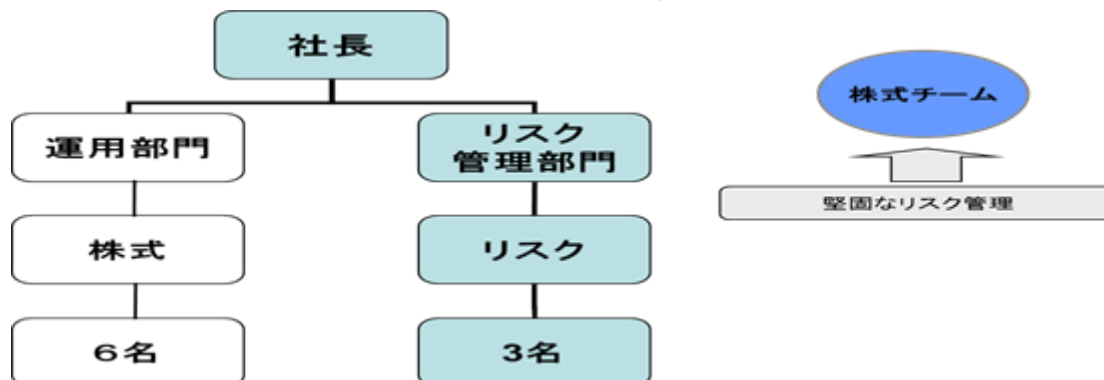 社長
運用部門
リスク
管理部門
株式
リスク
6名
3名
株式チーム
堅固なリスク管理